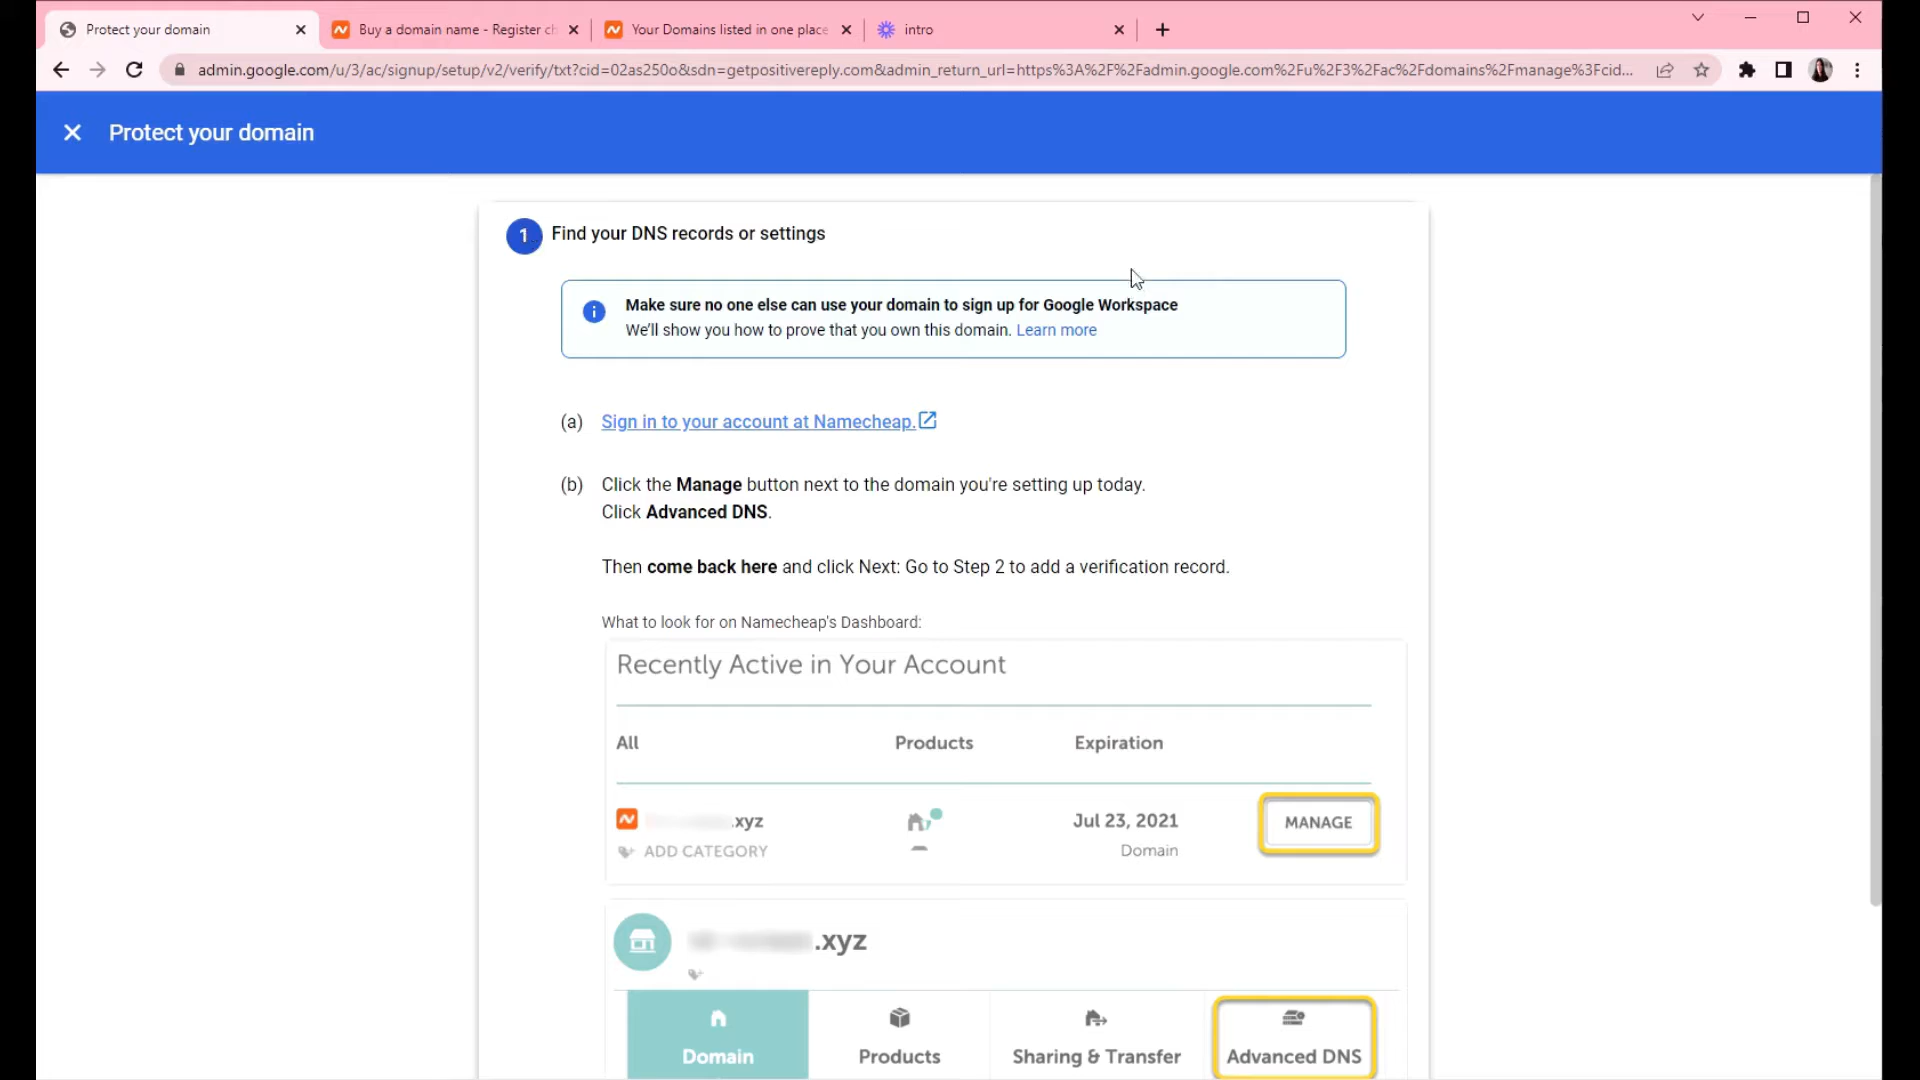 Protect your domain
Buy a domain name - Register ch
Your Domains listed in one place
intro
admin.google.com/u/3/ac/signup/setup/v2/verify/txt?cid=02as250o&sdn=getpositivereply.com&admin_return_url=https%3A%2F%2Fadmin.google.com%2Fu%2F3%2Fac%2Fdomains%2Fmanage%3Fcid...
Protect your domain
1 Find your DNS records or settings
Make sure no one else can use your domain to sign up for Google Workspace
We'll show you how to prove that you own this domain. Learn more
(a) Sign in to your account at Namecheap.
(b) Click the Manage button next to the domain you're setting up today.
Click Advanced DNS.
Then come back here and click Next: Go to Step 2 to add a verification record.
What to look for on Namecheap's Dashboard:
Recently Active in Your Account
All Products Expiration
.xyz Jul 23, 2021 MANAGE
ADD CATEGORY Domain
.xyz
Domain Products Sharing & Transfer Advanced DNS